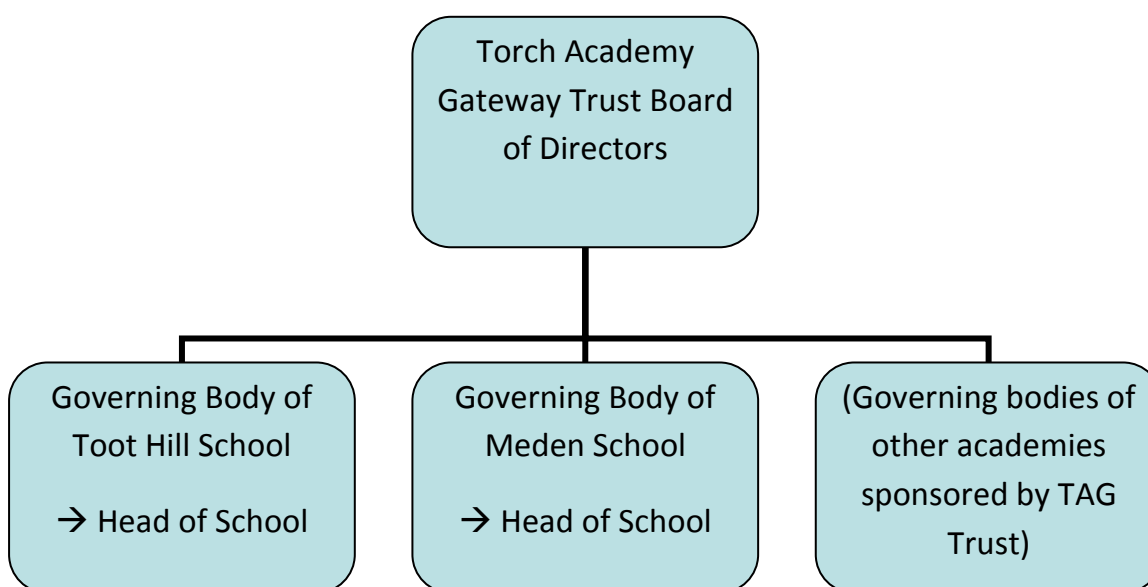 Torch Academy
Gateway Trust Board
of Directors
Governing Body of
Toot Hill School
→ Head of School
Governing Body of
Meden School
→ Head of School
(Governing bodies of
other academies
sponsored by TAG
Trust)